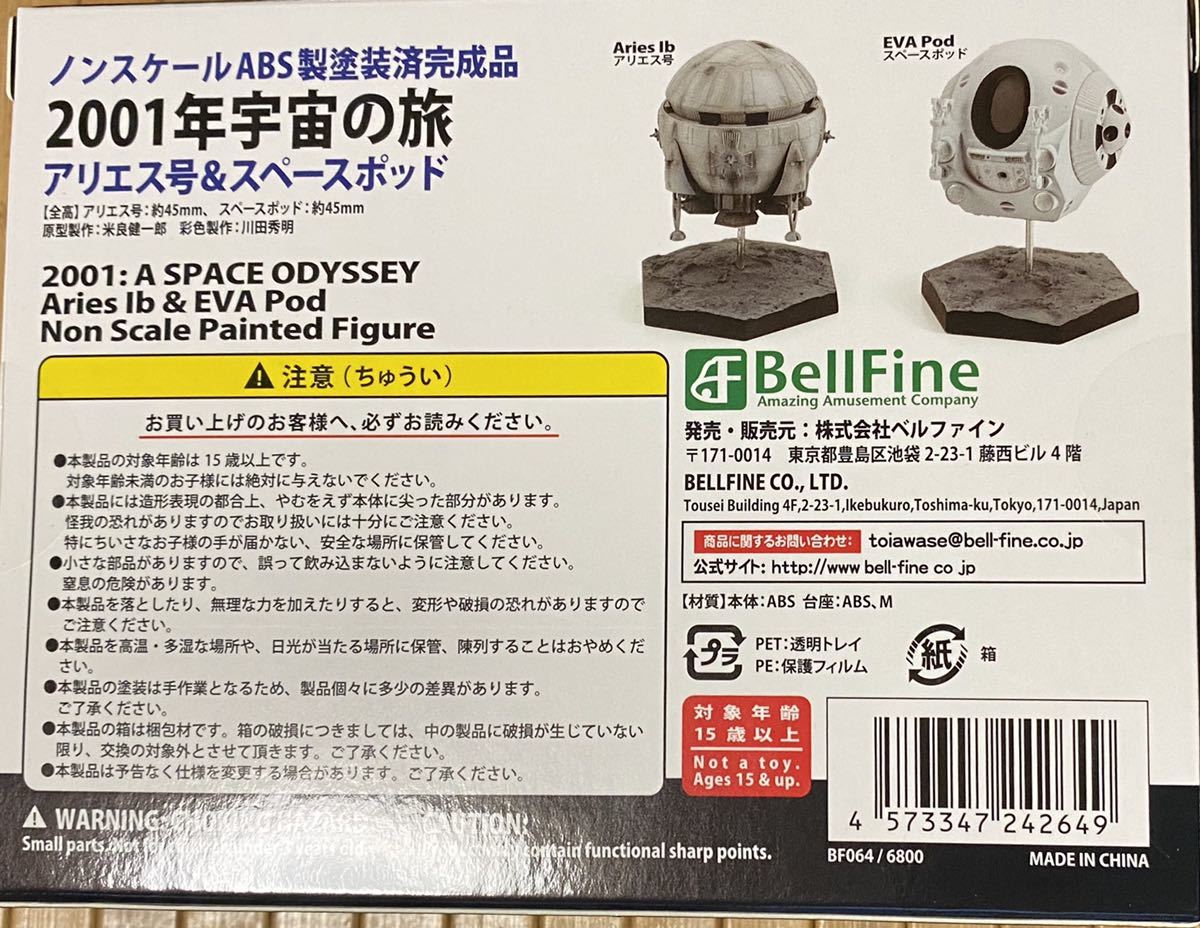 ノンスケールABS製塗装済完成品
2001年宇宙の旅
アリエス号&スペースポッド
【全高】アリエス号:約45mm、スペースポッド:約45mm
原型製作:米良健一郎 彩色製作:川田秀明
2001: A SPACE ODYSSEY
Aries Ib & EVA Pod
Non Scale Painted Figure
Aries Ib
アリエス号
EVA Pod
スペースポッド
注意(ちゅうい)
お買い上げのお客様へ、必ずお読みください。
●本製品の対象年齢は15歳以上です。
対象年齢未満のお子様には絶対に与えないでください。
●本製品には造形表現の都合上、やむをえず本体に尖った部分があります。
怪我の恐れがありますのでお取り扱いには十分にご注意ください。
特にちいさなお子様の手が届かない、安全な場所に保管してください。
●小さな部品がありますので、誤って飲み込まないように注意してください。
窒息の危険があります。
●本製品を落としたり、無理な力を加えたりすると、変形や破損の恐れがありますので
ご注意ください。
●本製品を高温・多湿な場所や、日光が当たる場所に保管、陳列することはおやめくだ
さい。
●本製品の塗装は手作業となるため、製品個々に多少の差異があります。
ご了承ください。
●本製品の箱は梱包材です。箱の破損につきましては、中の製品に破損が生じていない
限り、交換の対象外とさせて頂きます。ご了承ください。
●本製品は予告なく仕様を変更する場合があります。ご了承ください。
BellFine
Amazing Amusement Company
発売・販売元:株式会社ベルファイン
〒171-0014 東京都豊島区池袋2-23-1 藤西ビル4階
BELLFINE CO., LTD.
Tousei Building 4F,2-23-1,Ikebukuro,Toshima-ku,Tokyo,171-0014,Japan
商品に関するお問い合わせ: toiawase@bell-fine.co.jp
公式サイト: http://www bell-fine co jp
【材質】本体:ABS 台座:ABS、M
プラ
PET:透明トレイ
PE:保護フィルム
紙 箱
対象年齢
15歳以上
Not a toy.
Ages 15 & up.
4 573347 242649
BF064 / 6800
MADE IN CHINA
WARNING: CHOKING HAZARD CAUTION:
Small parts. Not for under 3 years old. contain functional sharp points.